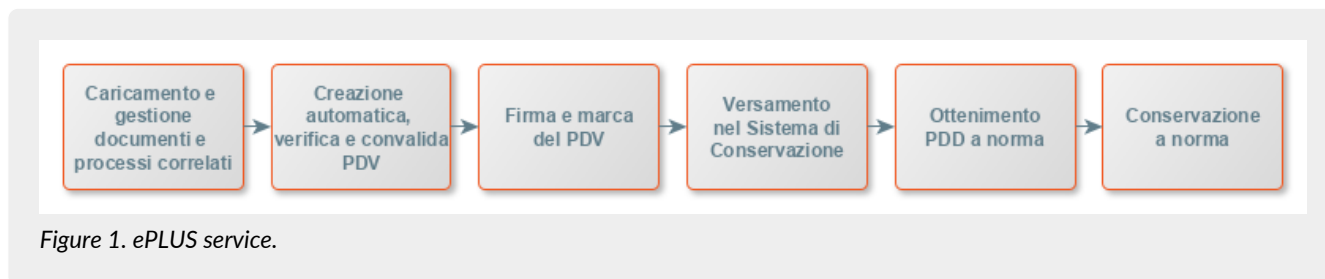 Caricamento e
gestione
documenti e
processi correlati
Creazione
automatica,
verifica e convalida
PDV
Firma e marca
del PDV
Versamento
nel Sistema di
Conservazione
Ottenimento
PDD a norma
Conservazione
a norma
Figure 1. ePLUS service.